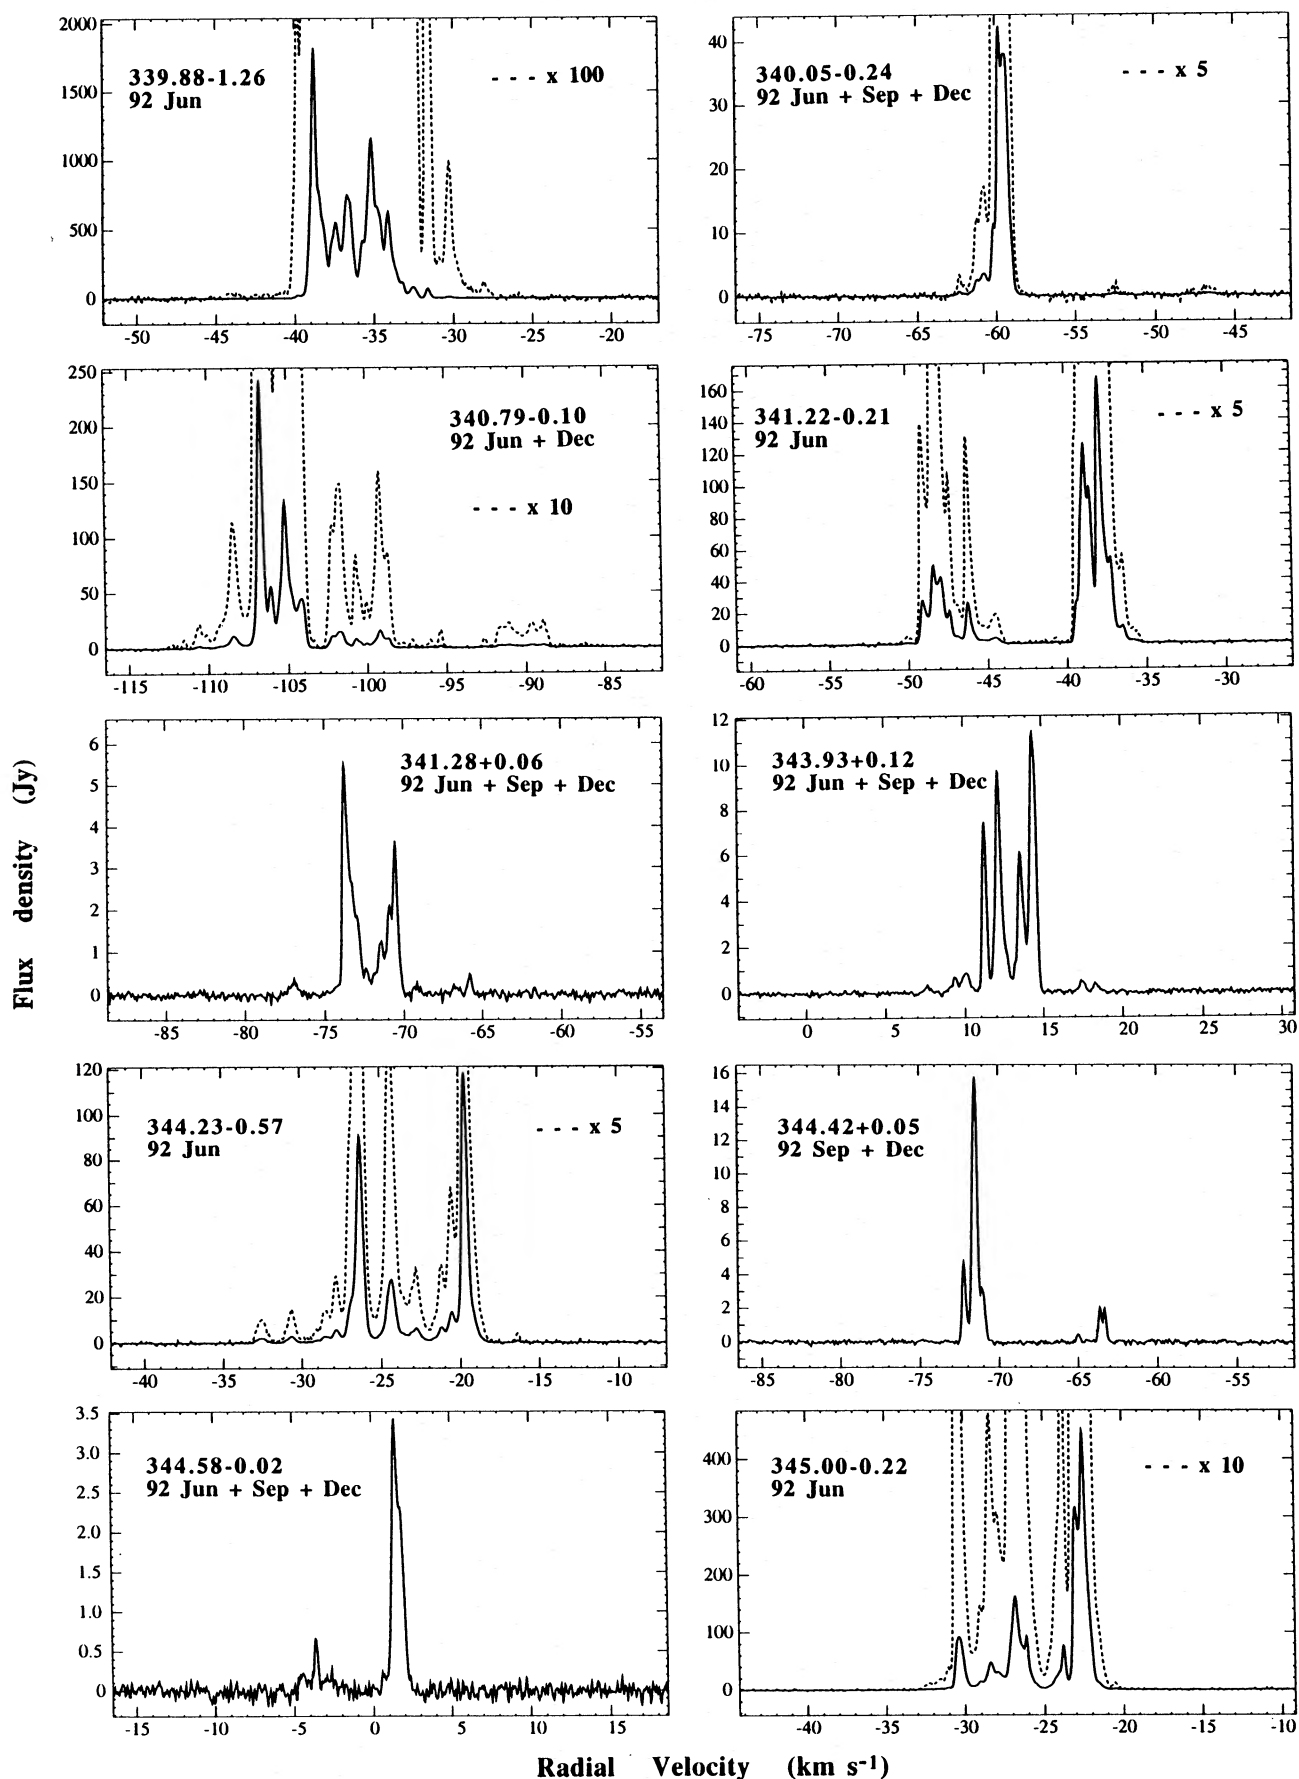 2000
1500
1000
500
0
-50 -45 -40 -35 -30 -25 -20
339.88-1.26
92 Jun
- - - x 100
40
30
20
10
0
-75 -70 -65 -60 -55 -50 -45
340.05-0.24
92 Jun + Sep + Dec
- - - x 5
250
200
150
100
50
0
-115 -110 -105 -100 -95 -90 -85
340.79-0.10
92 Jun + Dec
- - - x 10
160
140
120
100
80
60
40
20
0
-60 -55 -50 -45 -40 -35 -30
341.22-0.21
92 Jun
- - - x 5
6
5
4
3
2
1
0
-85 -80 -75 -70 -65 -60 -55
341.28+0.06
92 Jun + Sep + Dec
12
10
8
6
4
2
0
0 5 10 15 20 25 30
343.93+0.12
92 Jun + Sep + Dec
120
100
80
60
40
20
0
-40 -35 -30 -25 -20 -15 -10
344.23-0.57
92 Jun
- - - x 5
16
14
12
10
8
6
4
2
0
-85 -80 -75 -70 -65 -60 -55
344.42+0.05
92 Sep + Dec
3.5
3.0
2.5
2.0
1.5
1.0
0.5
0
-15 -10 -5 0 5 10 15
344.58-0.02
92 Jun + Sep + Dec
400
300
200
100
0
-40 -35 -30 -25 -20 -15 -10
345.00-0.22
92 Jun
- - - x 10
Flux density (Jy)
Radial Velocity (km s-1)